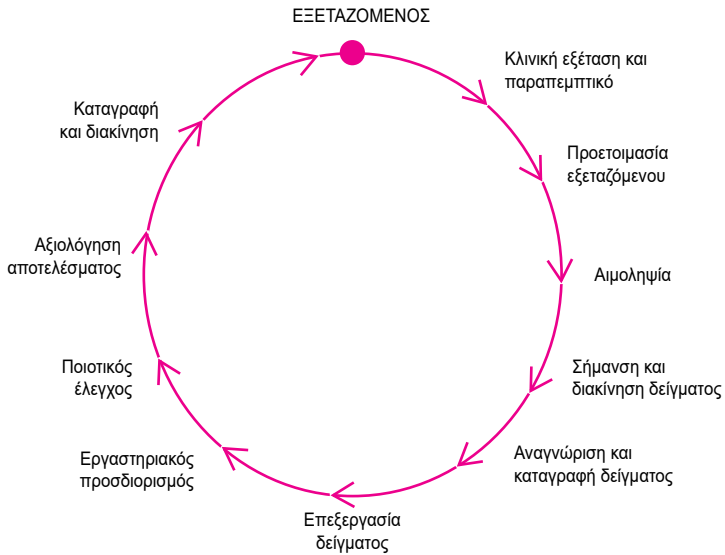 ΕΞΕΤΑΖΟΜΕΝΟΣ
Κλινική εξέταση και
παραπεμπτικό
Προετοιμασία
εξεταζόμενου
Αιμοληψία
Σήμανση και
διακίνηση δείγματος
Αναγνώριση και
καταγραφή δείγματος
Επεξεργασία
δείγματος
Εργαστηριακός
προσδιορισμός
Ποιοτικός
έλεγχος
Αξιολόγηση
αποτελέσματος
Καταγραφή
και διακίνηση